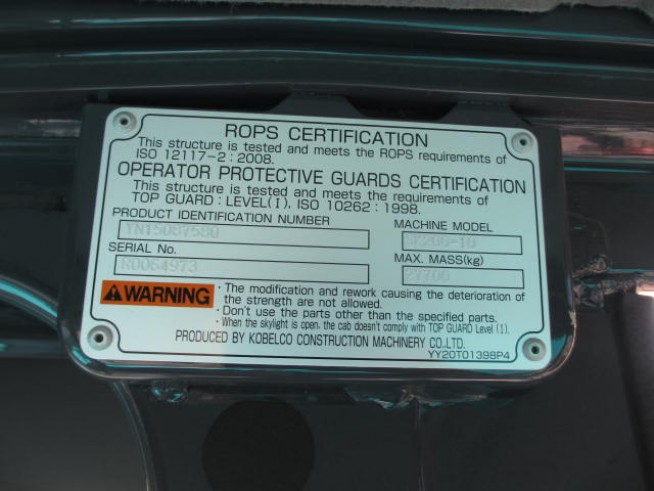 ROPS CERTIFICATION
This structure is tested and meets the ROPS requirements of
ISO 12117-2 : 2008.
OPERATOR PROTECTIVE GUARDS CERTIFICATION
This structure is tested and meets the requirements of
TOP GUARD : LEVEL(I). ISO 10262 : 1998.
PRODUCT IDENTIFICATION NUMBER
MACHINE MODEL
SERIAL No.
R0064973
MAX. MASS(kg)
27700
WARNING
· The modification and rework causing the deterioration of
the strength are not allowed.
· Don't use the parts other than the specified parts.
· When the skylight is open, the cab doesn't comply with TOP GUARD Level (I).
PRODUCED BY KOBELCO CONSTRUCTION MACHINERY CO.,LTD.
YY20T01398P4